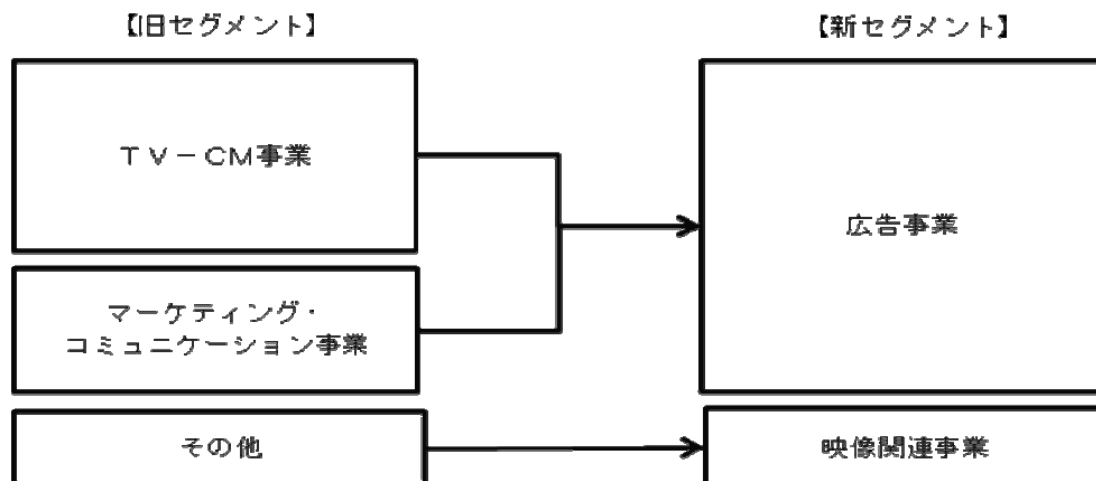 【旧セグメント】
【新セグメント】
ＴＶ－ＣＭ事業
広告事業
マーケティング・
コミュニケーション事業
その他
映像関連事業